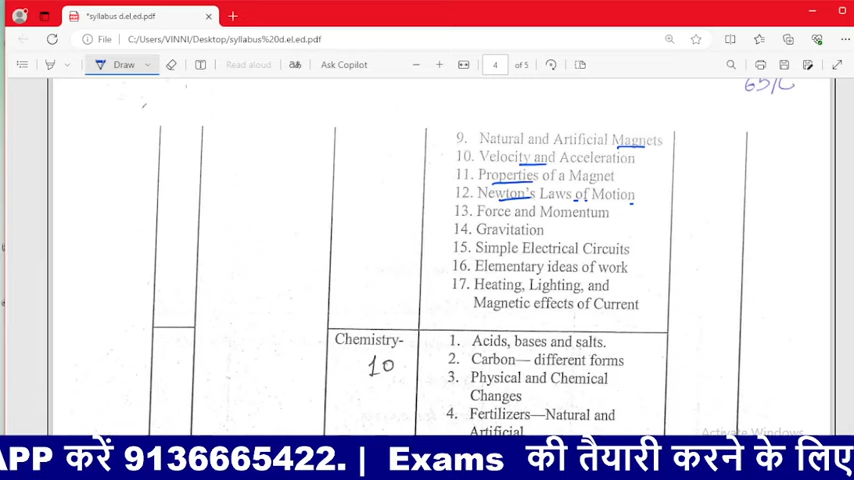 *syllabus d.el.ed.pdf
File
C:/Users/VINNI/Desktop/syllabus%20d.el.ed.pdf
Draw
Read aloud
Ask Copilot
4
of 5
9. Natural and Artificial Magnets
10. Velocity and Acceleration
11. Properties of a Magnet
12. Newton's Laws of Motion
13. Force and Momentum
14. Gravitation
15. Simple Electrical Circuits
16. Elementary ideas of work
17. Heating, Lighting, and
Magnetic effects of Current
Chemistry-
10
1. Acids, bases and salts.
2. Carbon— different forms
3. Physical and Chemical
Changes
4. Fertilizers—Natural and
Artificial
Activate Windows
APP करें 9136665422. | Exams की तैयारी करने के लिए